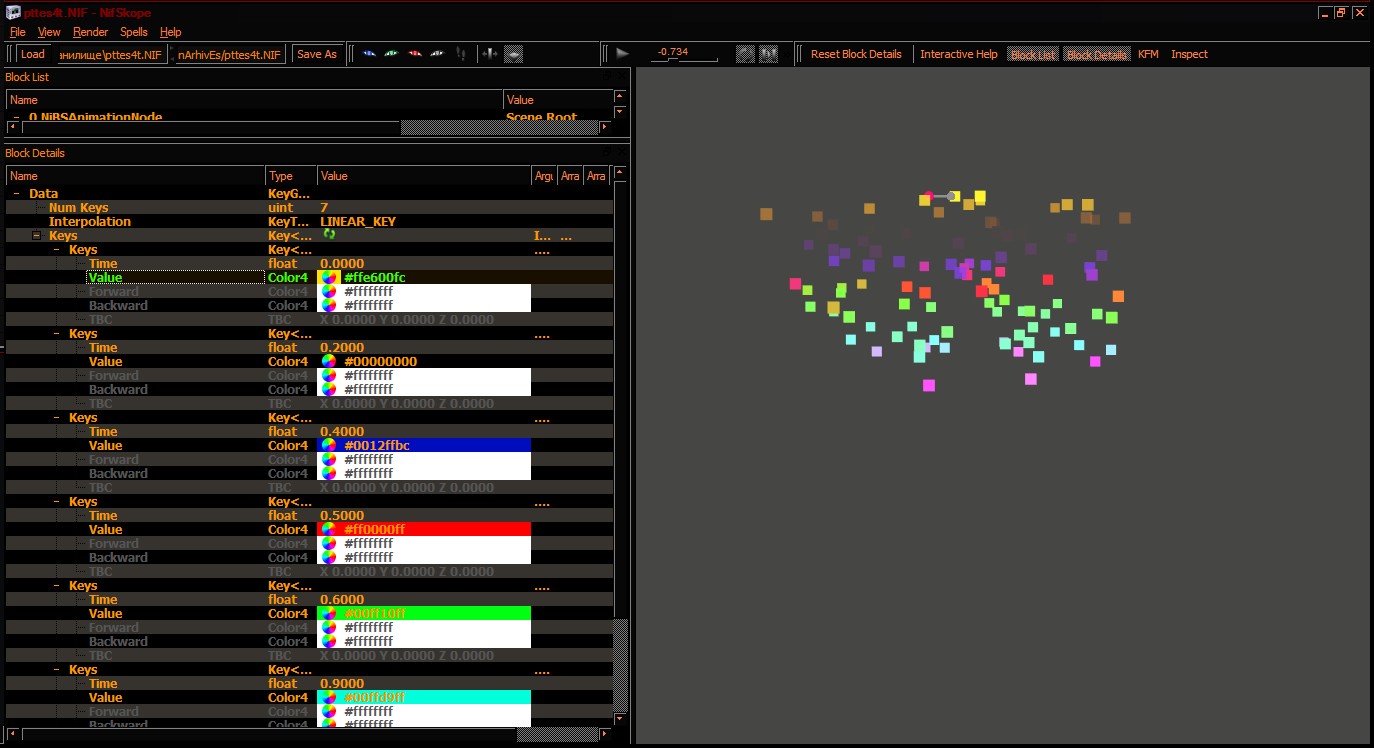 pttes4t.NIF - NifSkope
File View Render Spells Help
Load энилище\pttes4t.NIF nArhivEs/pttes4t.NIF Save As -0.734 Reset Block Details Interactive Help Block List Block Details KFM Inspect
Block List
Name Value
0 NiBSAnimationNode Scene Root
Block Details
Name Type Value Argu Arra Arra
Data KeyG...
Num Keys uint 7
Interpolation KeyT... LINEAR_KEY
Keys Key<... I... ...
Keys Key<... ....
Time float 0.0000
Value Color4 #ffe600fc
Forward Color4 #ffffffff
Backward Color4 #ffffffff
TBC TBC X 0.0000 Y 0.0000 Z 0.0000
Keys Key<... ....
Time float 0.2000
Value Color4 #00000000
Forward Color4 #ffffffff
Backward Color4 #ffffffff
TBC TBC X 0.0000 Y 0.0000 Z 0.0000
Keys Key<... ....
Time float 0.4000
Value Color4 #0012ffbc
Forward Color4 #ffffffff
Backward Color4 #ffffffff
TBC TBC X 0.0000 Y 0.0000 Z 0.0000
Keys Key<... ....
Time float 0.5000
Value Color4 #ff0000ff
Forward Color4 #ffffffff
Backward Color4 #ffffffff
TBC TBC X 0.0000 Y 0.0000 Z 0.0000
Keys Key<... ....
Time float 0.6000
Value Color4 #00ff10ff
Forward Color4 #ffffffff
Backward Color4 #ffffffff
TBC TBC X 0.0000 Y 0.0000 Z 0.0000
Keys Key<... ....
Time float 0.9000
Value Color4 #00ffd9ff
Forward Color4 #ffffffff
Backward Color4 #ffffffff